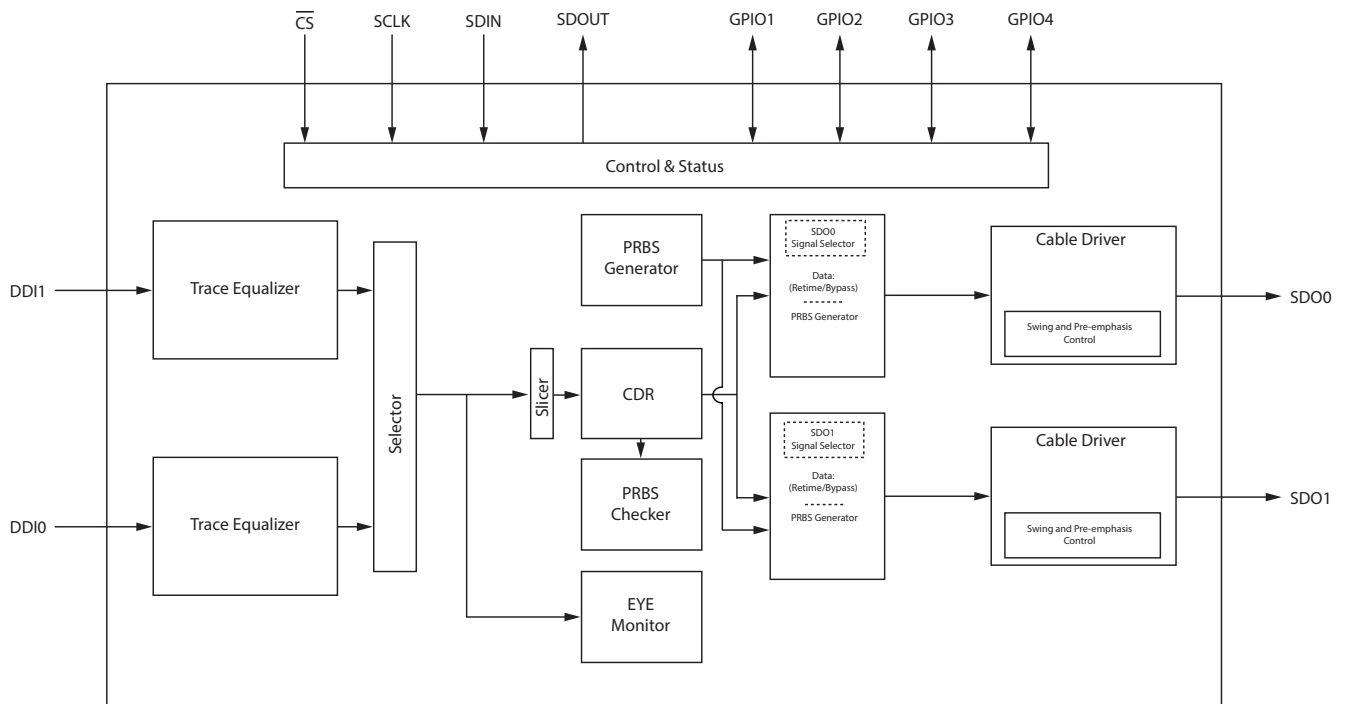 CS
SCLK
SDIN
SDOUT
GPIO1
GPIO2
GPIO3
GPIO4
Control & Status
DDI1
Trace Equalizer
DDI0
Trace Equalizer
Selector
Slicer
PRBS
Generator
CDR
PRBS
Checker
EYE
Monitor
SDO0
Signal Selector
Data:
(Retime/Bypass)
PRBS Generator
SDO1
Signal Selector
Data:
(Retime/Bypass)
PRBS Generator
Cable Driver
Swing and Pre-emphasis
Control
SDO0
Cable Driver
Swing and Pre-emphasis
Control
SDO1